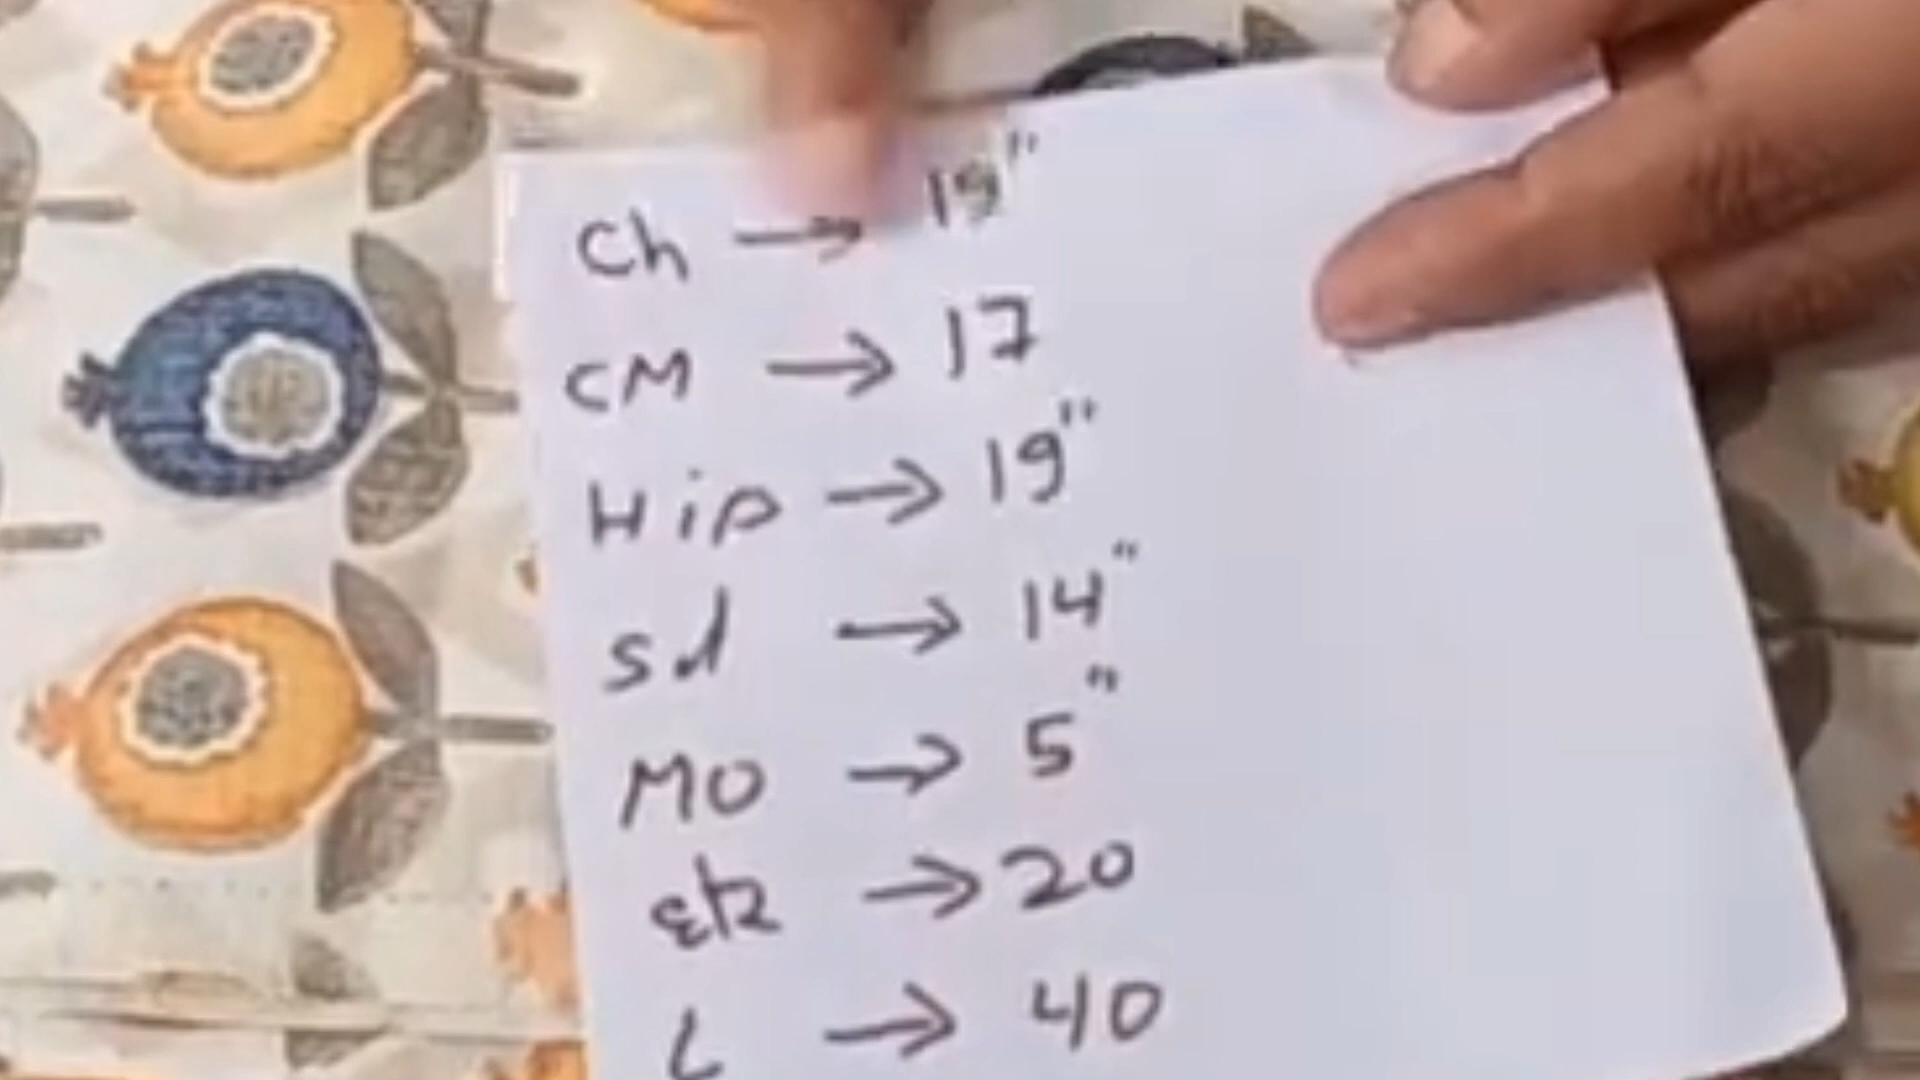 Ch → 19"
CM → 17
Hip → 19"
Sd → 14"
Mo → 5"
घेर → 20
L → 40